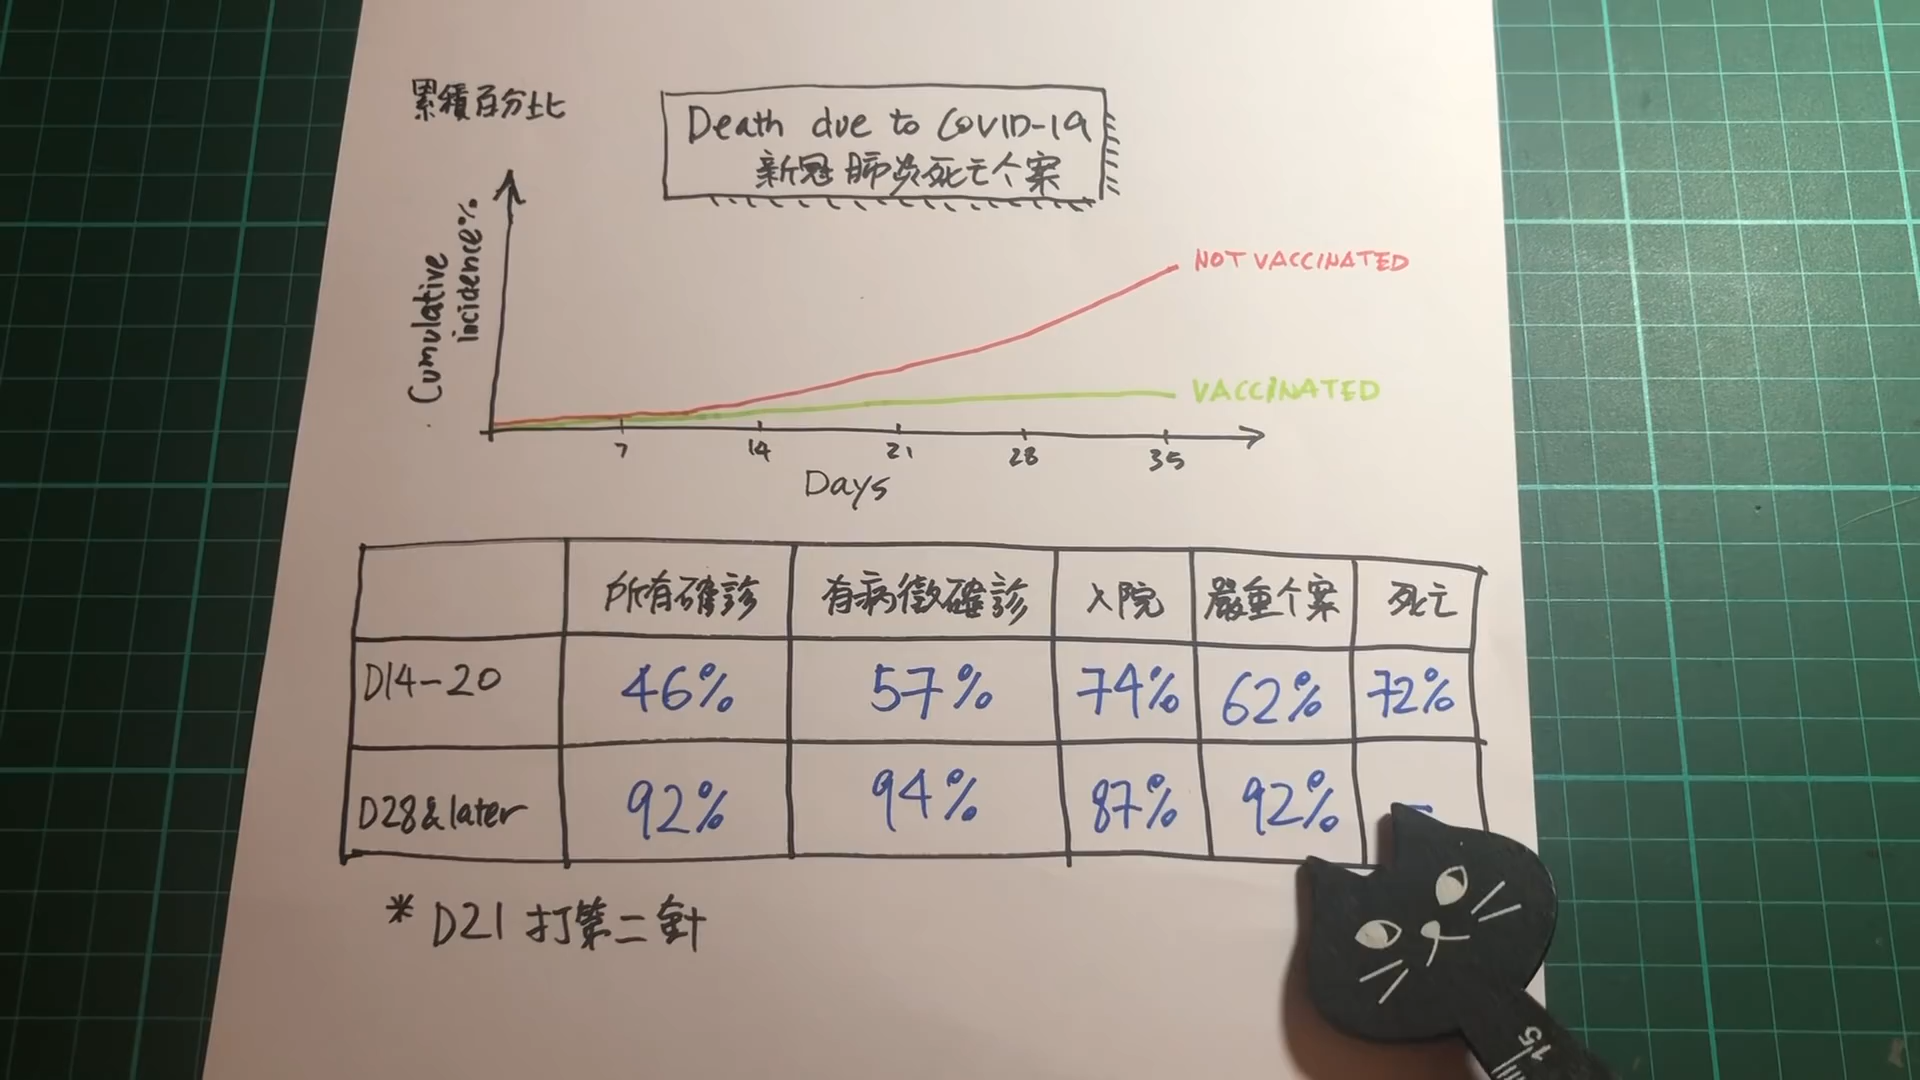 累積百分比
Death due to COVID-19
新冠肺炎死亡个案
Cumulative
incidence%
NOT VACCINATED
VACCINATED
7 14 21 28 35
Days
所有確診 有病徵確診 入院 嚴重个案 死亡
D14-20 46% 57% 74% 62% 72%
D28&later 92% 94% 87% 92% -
* D21 打第二針
15